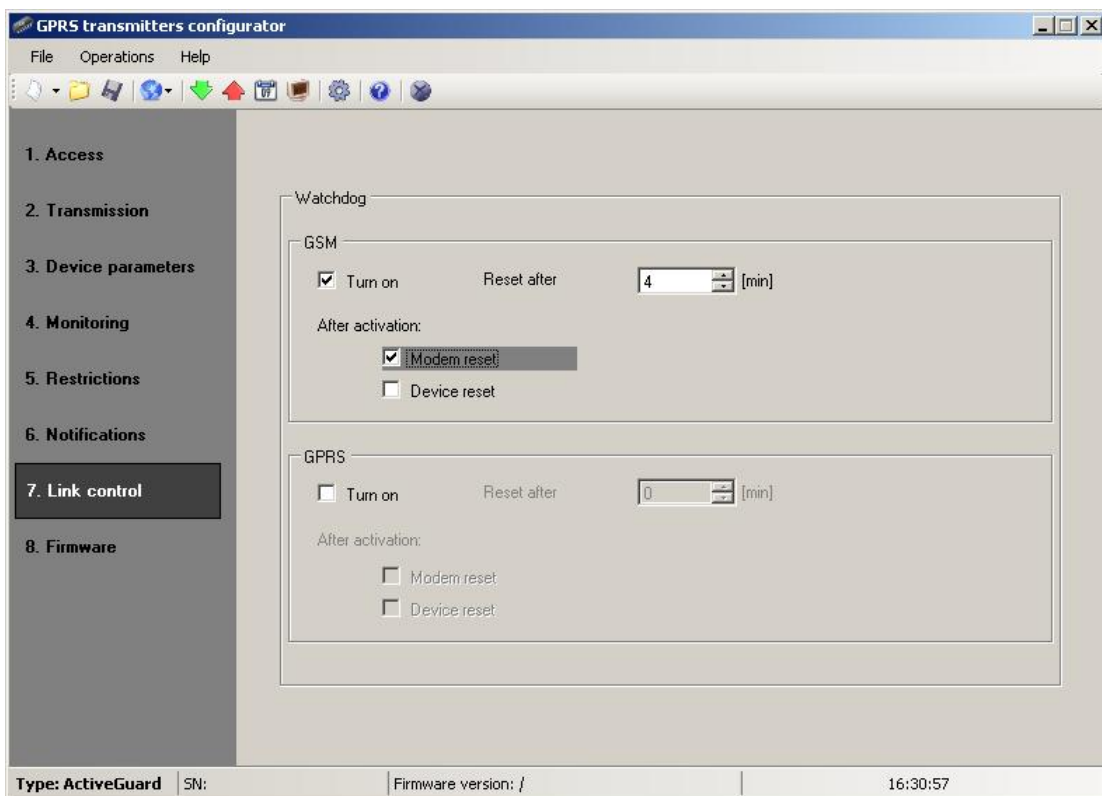 GPRS transmitters configurator
File Operations Help
1. Access
2. Transmission
3. Device parameters
4. Monitoring
5. Restrictions
6. Notifications
7. Link control
8. Firmware
Watchdog
GSM
Turn on Reset after 4 [min]
After activation:
Modem reset
Device reset
GPRS
Turn on Reset after 0 [min]
After activation:
Modem reset
Device reset
Type: ActiveGuard SN: Firmware version: / 16:30:57